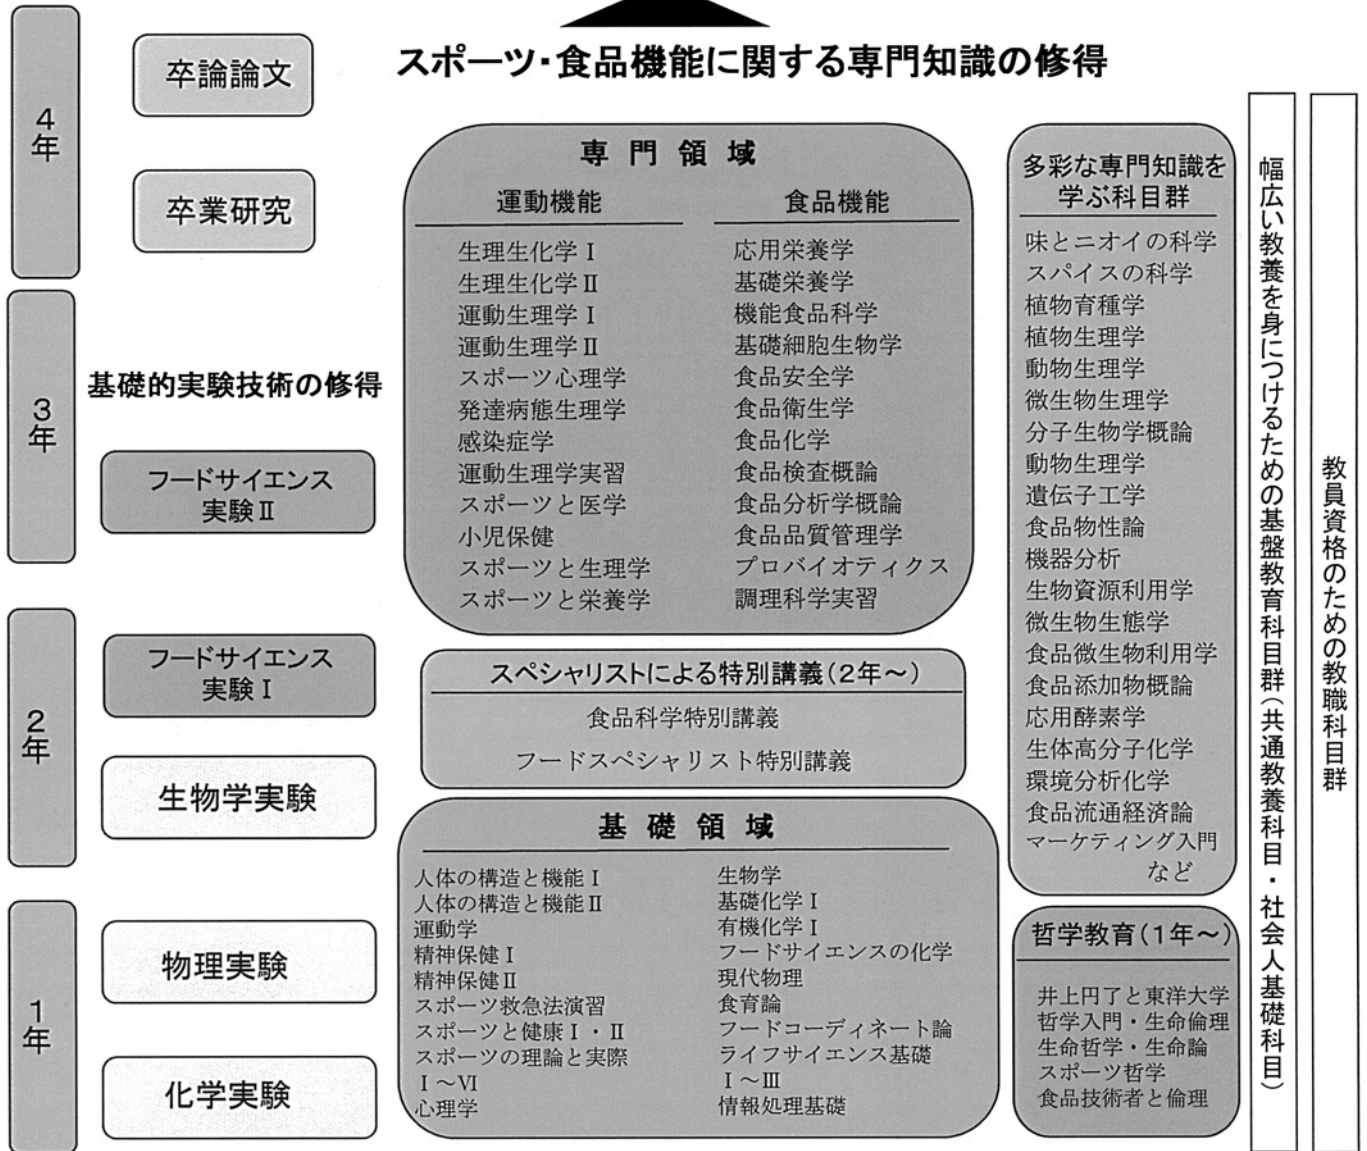 スポーツ・食品機能に関する専門知識の修得
4年
卒論論文
卒業研究
3年
基礎的実験技術の修得
フードサイエンス
実験Ⅱ
2年
フードサイエンス
実験Ⅰ
生物学実験
1年
物理実験
化学実験
専門領域
運動機能
生理生化学Ⅰ
生理生化学Ⅱ
運動生理学Ⅰ
運動生理学Ⅱ
スポーツ心理学
発達病態生理学
感染症学
運動生理学実習
スポーツと医学
小児保健
スポーツと生理学
スポーツと栄養学
食品機能
応用栄養学
基礎栄養学
機能食品科学
基礎細胞生物学
食品安全学
食品衛生学
食品化学
食品検査概論
食品分析学概論
食品品質管理学
プロバイオティクス
調理科学実習
スペシャリストによる特別講義(2年～)
食品科学特別講義
フードスペシャリスト特別講義
基礎領域
人体の構造と機能Ⅰ
人体の構造と機能Ⅱ
運動学
精神保健Ⅰ
精神保健Ⅱ
スポーツ救急法演習
スポーツと健康Ⅰ・Ⅱ
スポーツの理論と実際
Ⅰ～Ⅵ
心理学
生物学
基礎化学Ⅰ
有機化学Ⅰ
フードサイエンスの化学
現代物理
食育論
フードコーディネート論
ライフサイエンス基礎
Ⅰ～Ⅲ
情報処理基礎
多彩な専門知識を
学ぶ科目群
味とニオイの科学
スパイスの科学
植物育種学
植物生理学
動物生理学
微生物生理学
分子生物学概論
動物生理学
遺伝子工学
食品物性論
機器分析
生物資源利用学
微生物生態学
食品微生物利用学
食品添加物概論
応用酵素学
生体高分子化学
環境分析化学
食品流通経済論
マーケティング入門
など
哲学教育(1年～)
井上円了と東洋大学
哲学入門・生命倫理
生命哲学・生命論
スポーツ哲学
食品技術者と倫理
幅広い教養を身につけるための基盤教育科目群(共通教養科目・社会人基礎科目)
教員資格のための教職科目群